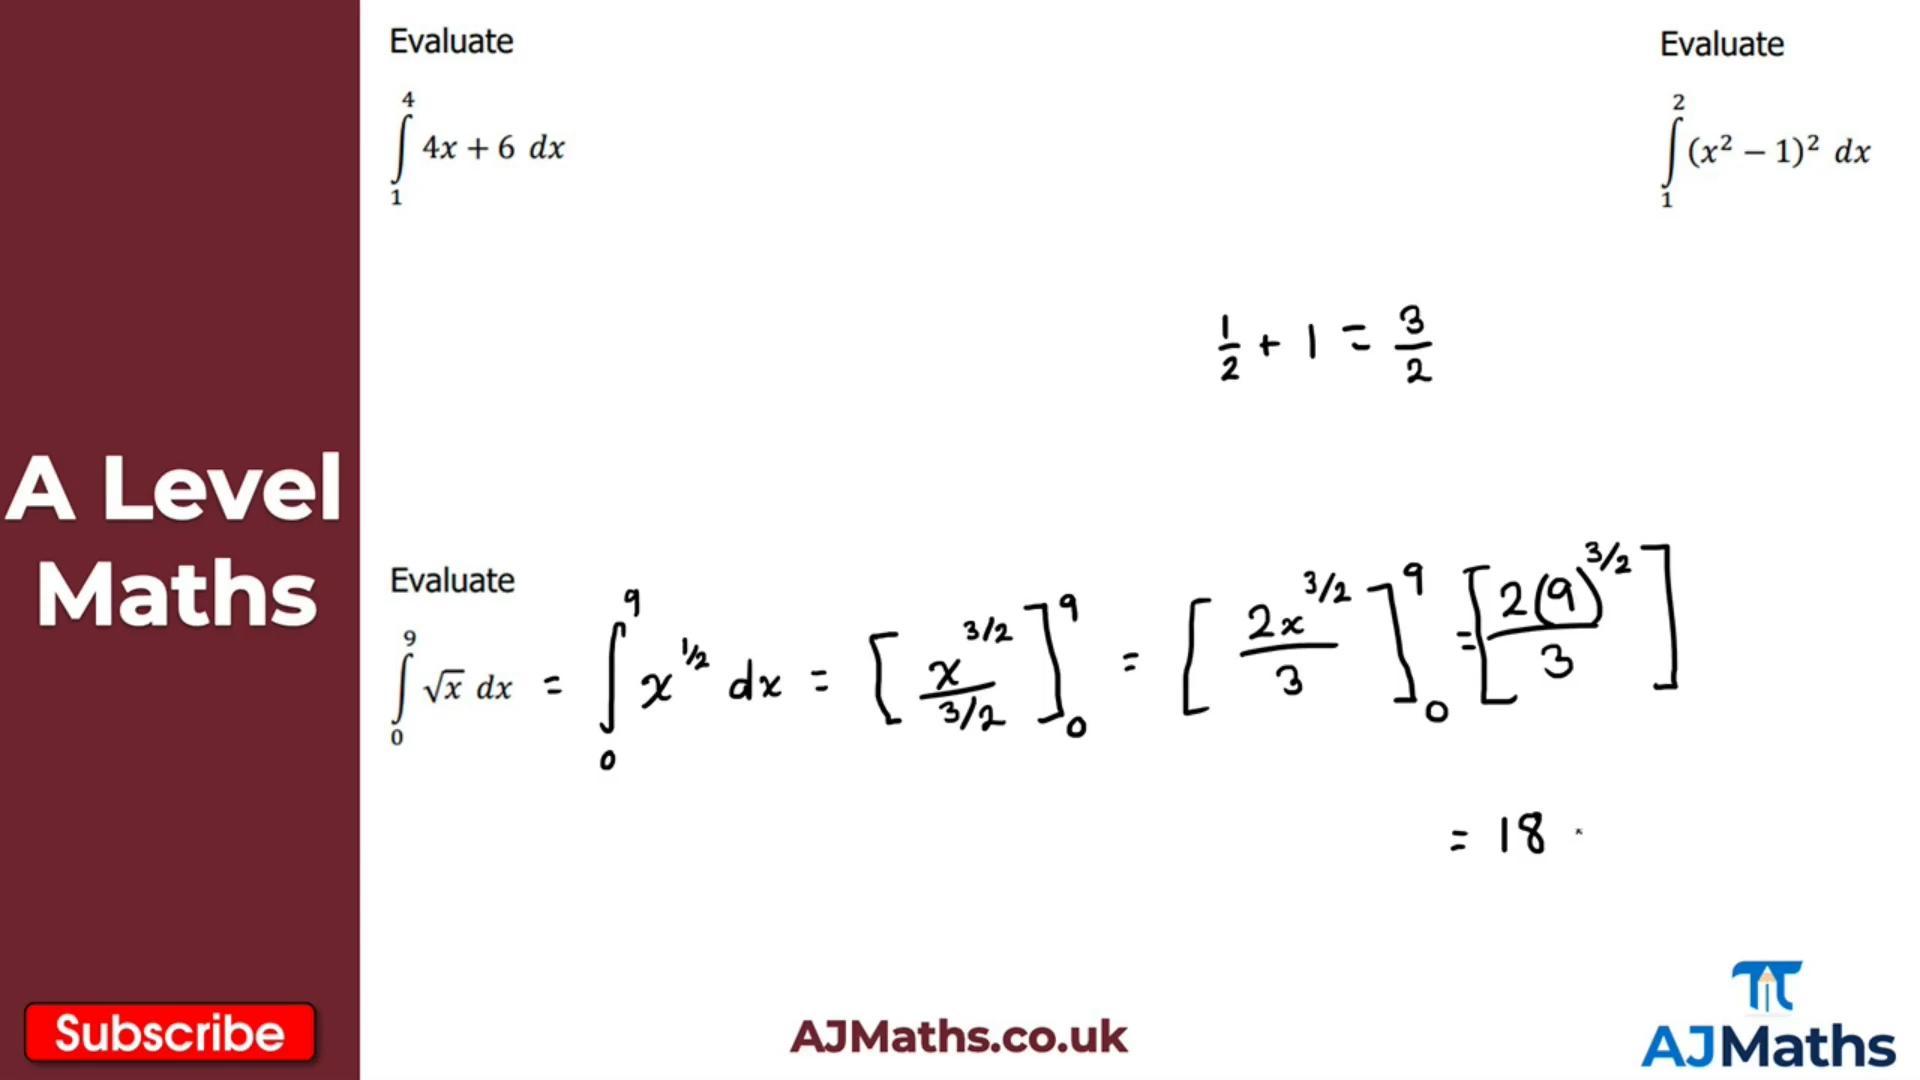 A Level
Maths
Subscribe
Evaluate
∫₁⁴ 4x + 6 dx
Evaluate
∫₁² (x² − 1)² dx
1/2 + 1 = 3/2
Evaluate
∫₀⁹ √x dx = ∫₀⁹ x^(1/2) dx = [x^(3/2) / (3/2)]₀⁹ = [2x^(3/2) / 3]₀⁹ = [2(9)^(3/2) / 3]
= 18
AJMaths.co.uk
AJMaths